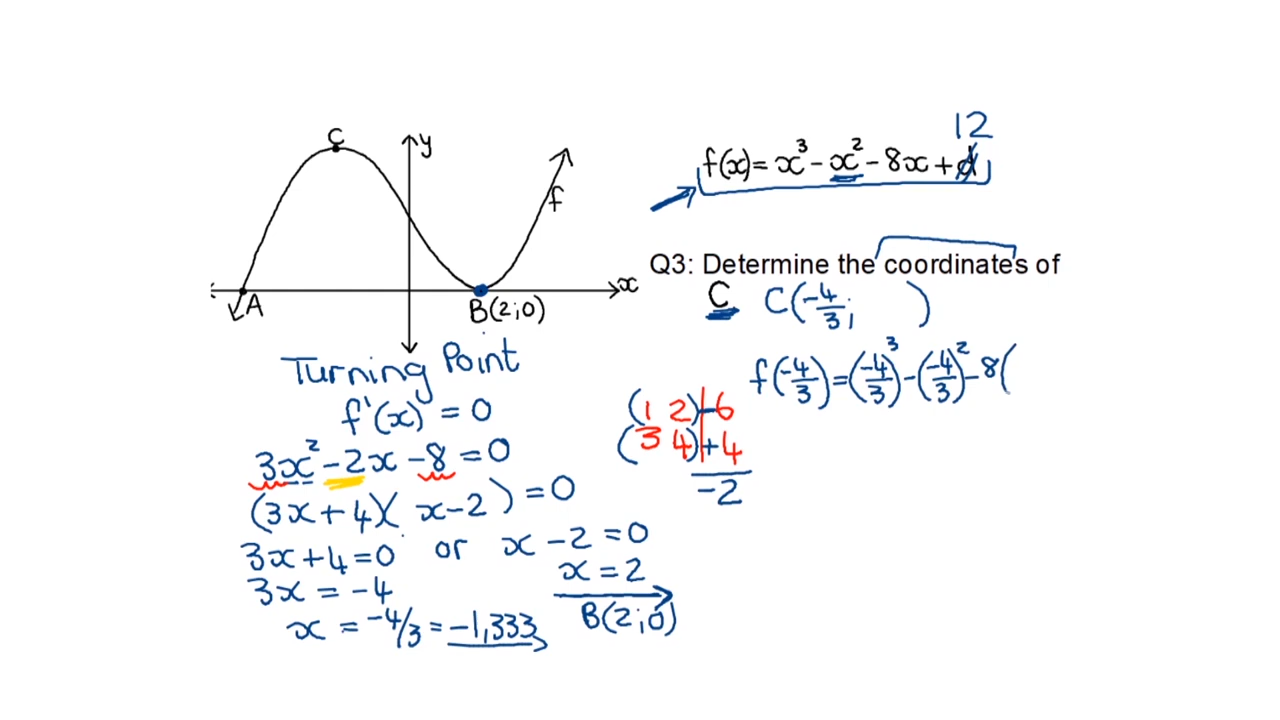 C
y
f
x
A
B(2;0)
12
f(x) = x³ - x² - 8x + d
Q3: Determine the coordinates of
C C(-4/3;      )
f(-4/3) = (-4/3)³ - (-4/3)² - 8(
Turning Point
f'(x) = 0
3x² - 2x - 8 = 0
(3x + 4)(x - 2) = 0
3x + 4 = 0 or x - 2 = 0
3x = -4
x = 2
x = -4/3 = -1,333
B(2;0)
(1 2) - 6
(3 4) + 4
-2